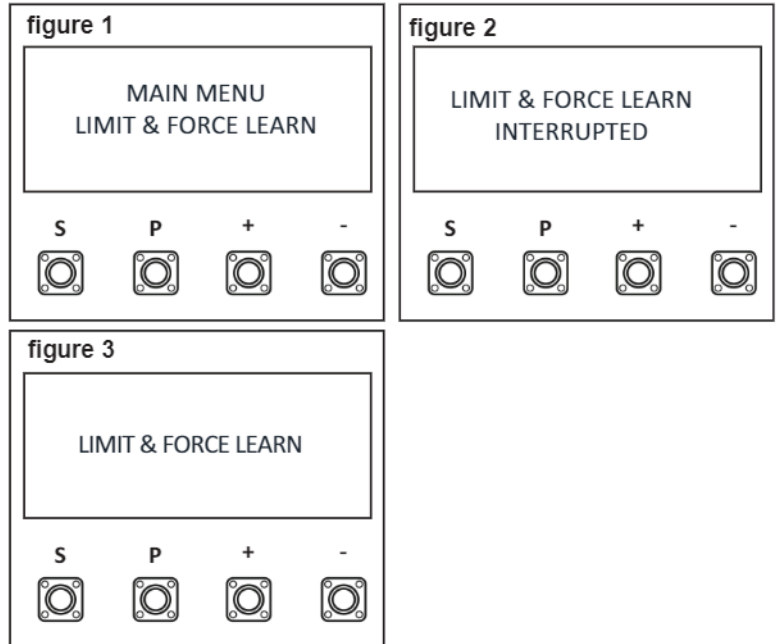 figure 1
MAIN MENU
LIMIT & FORCE LEARN
S P + -
figure 2
LIMIT & FORCE LEARN
INTERRUPTED
S P + -
figure 3
LIMIT & FORCE LEARN
S P + -